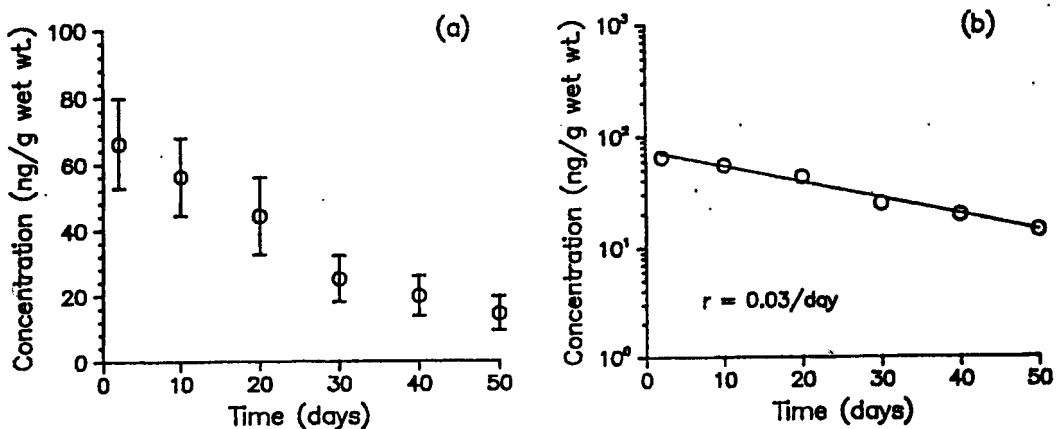 (a)
Concentration (ng/g wet wt.)
100
80
60
40
20
0
0 10 20 30 40 50
Time (days)
(b)
Concentration (ng/g wet wt.)
10³
10²
10¹
10⁰
r = 0.03/day
0 10 20 30 40 50
Time (days)